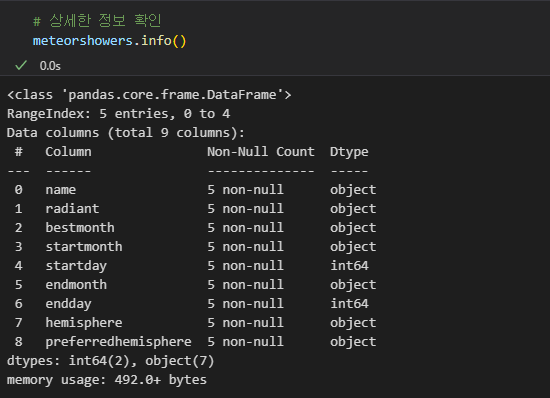 # 상세한 정보 확인
meteorshowers.info()
✓ 0.0s
<class 'pandas.core.frame.DataFrame'>
RangeIndex: 5 entries, 0 to 4
Data columns (total 9 columns):
 #   Column               Non-Null Count  Dtype
---  ------               --------------  -----
 0   name                 5 non-null      object
 1   radiant              5 non-null      object
 2   bestmonth            5 non-null      object
 3   startmonth           5 non-null      object
 4   startday             5 non-null      int64
 5   endmonth             5 non-null      object
 6   endday               5 non-null      int64
 7   hemisphere           5 non-null      object
 8   preferredhemisphere  5 non-null      object
dtypes: int64(2), object(7)
memory usage: 492.0+ bytes